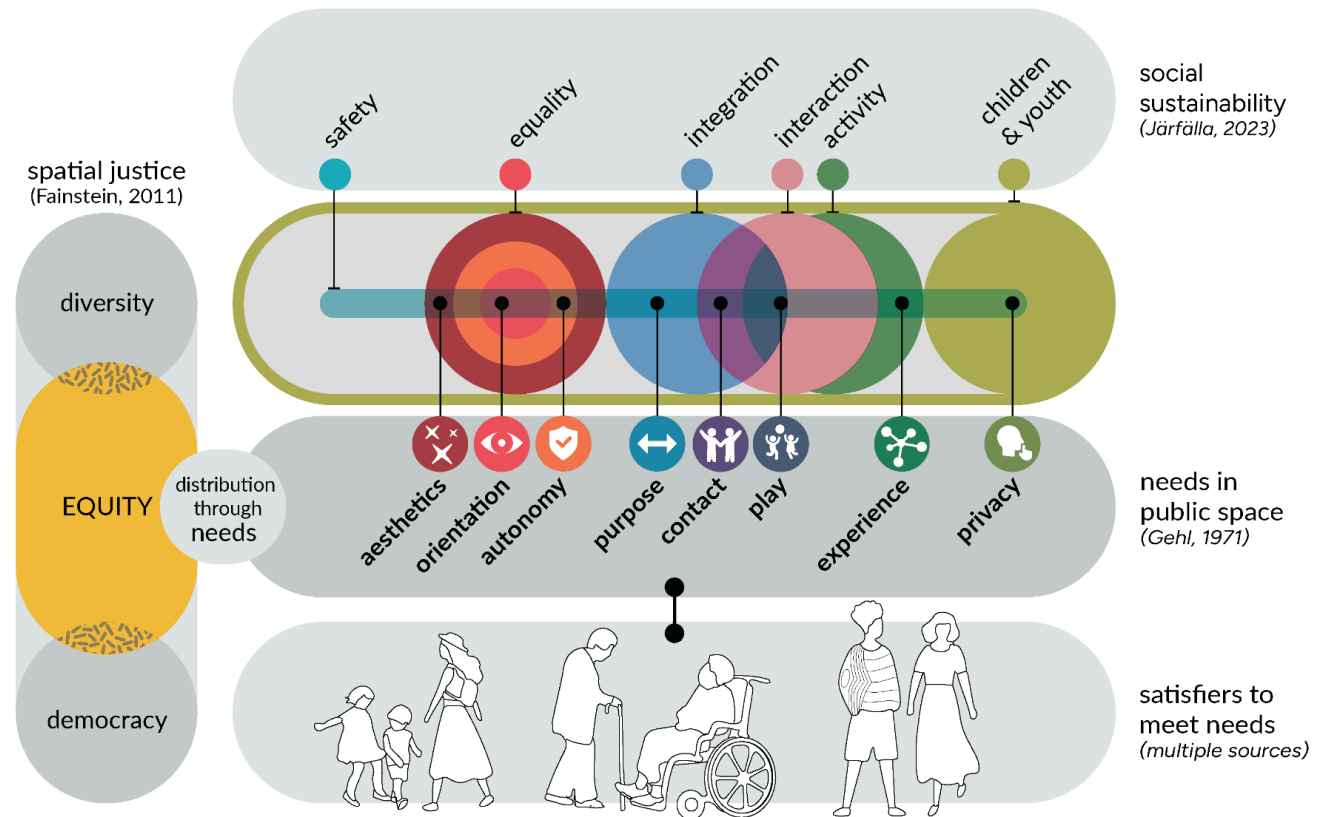 safety
equality
integration
interaction
activity
children
& youth
social
sustainability
(Järfälla, 2023)
spatial justice
(Fainstein, 2011)
diversity
EQUITY
democracy
distribution
through
needs
aesthetics
orientation
autonomy
purpose
contact
play
experience
privacy
needs in
public space
(Gehl, 1971)
satisfiers to
meet needs
(multiple sources)